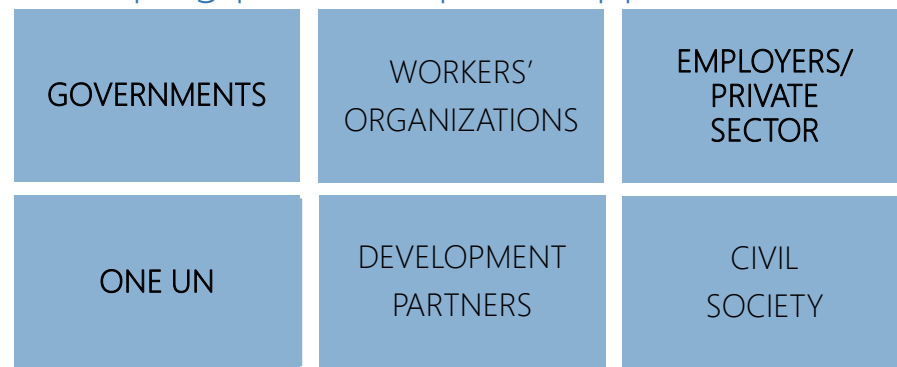 GOVERNMENTS
WORKERS’
ORGANIZATIONS
EMPLOYERS/
PRIVATE
SECTOR
ONE UN
DEVELOPMENT
PARTNERS
CIVIL
SOCIETY